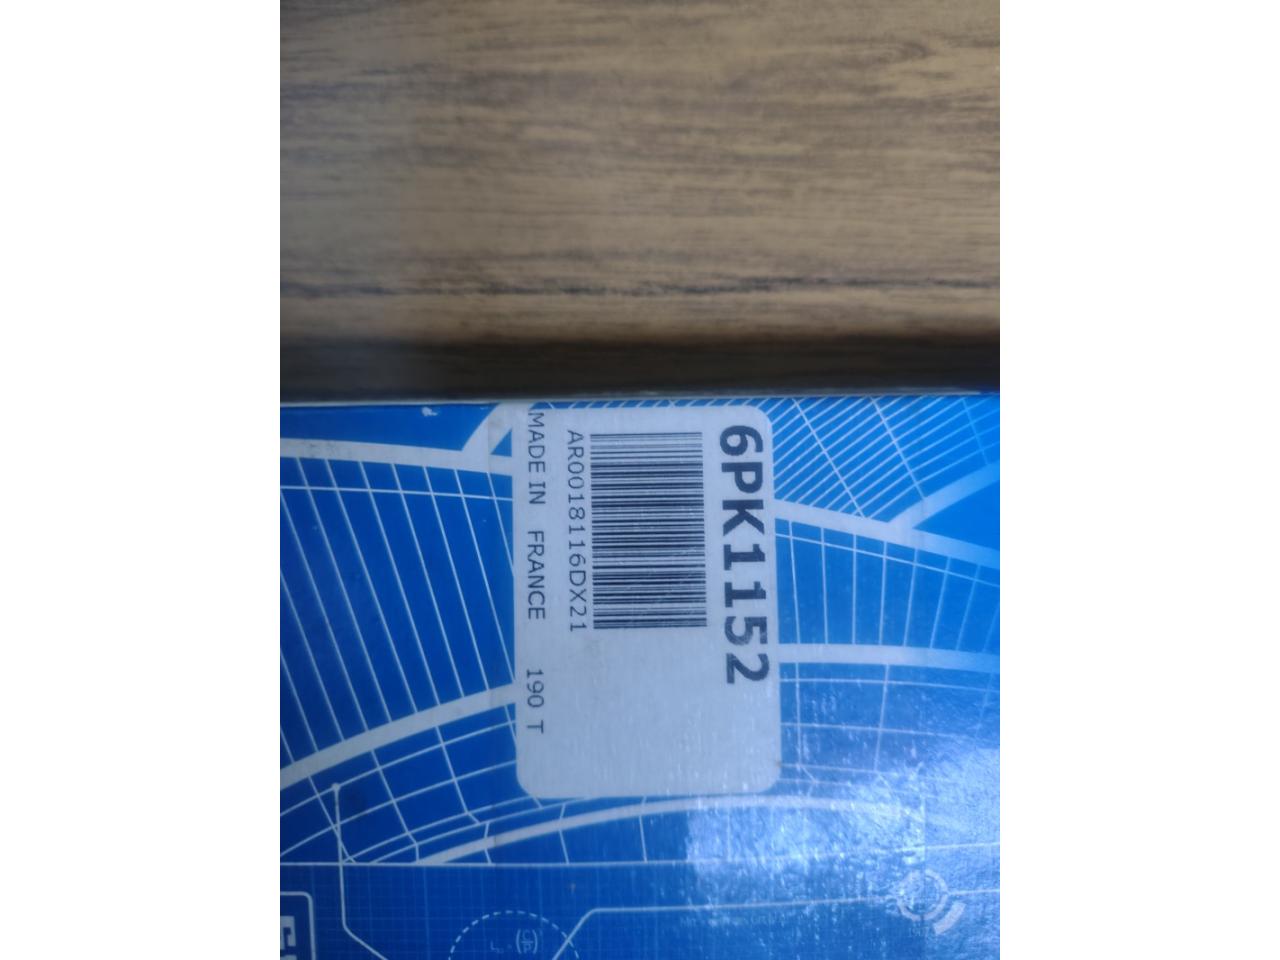 6PK1152
AR0018116DX21
MADE IN FRANCE 190 T